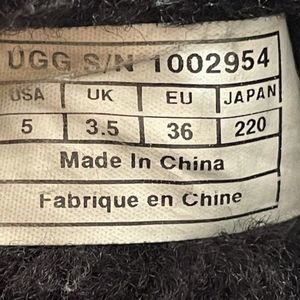 UGG S/N 1002954
USA UK EU JAPAN
5 3.5 36 220
Made In China
Fabrique en Chine